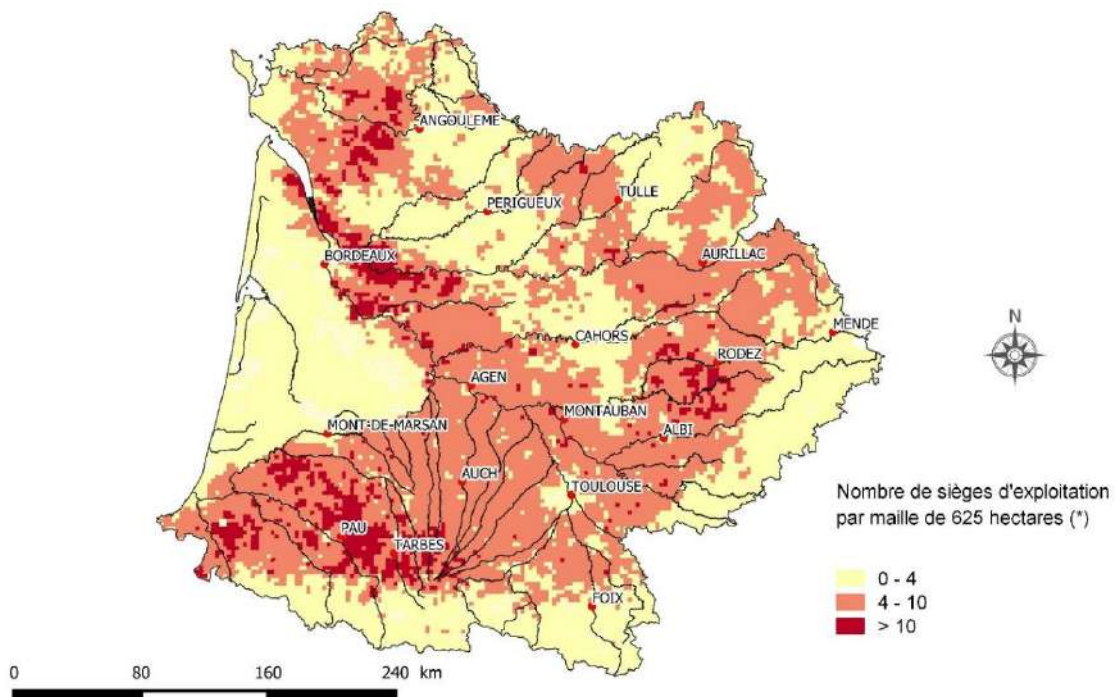 ANGOULEME
TULLE
PERIGUEUX
BORDEAUX
AURILLAC
MENDE
CAHORS
RODEZ
AGEN
MONTAUBAN
MONT-DE-MARSAN
ALBI
AUCH
TOULOUSE
PAU
TARBES
FOIX
N
Nombre de sièges d'exploitation
par maille de 625 hectares (*)
0 - 4
4 - 10
> 10
0 80 160 240 km